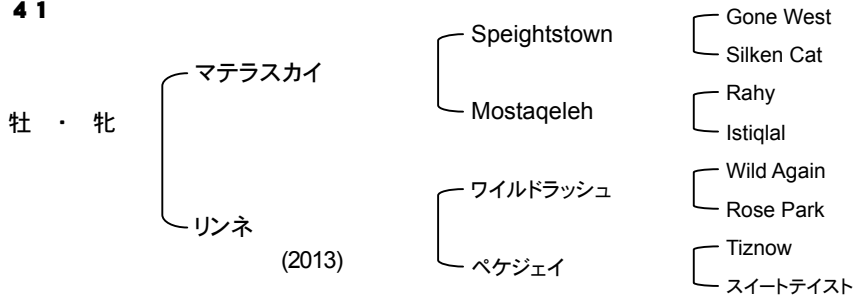 41
Gone West
Speightstown
Silken Cat
マテラスカイ
Rahy
Mostaqeleh
Istiqlal
牡 ・ 牝
Wild Again
ワイルドラッシュ
Rose Park
リンネ
(2013)
Tiznow
ペケジェイ
スイートテイスト